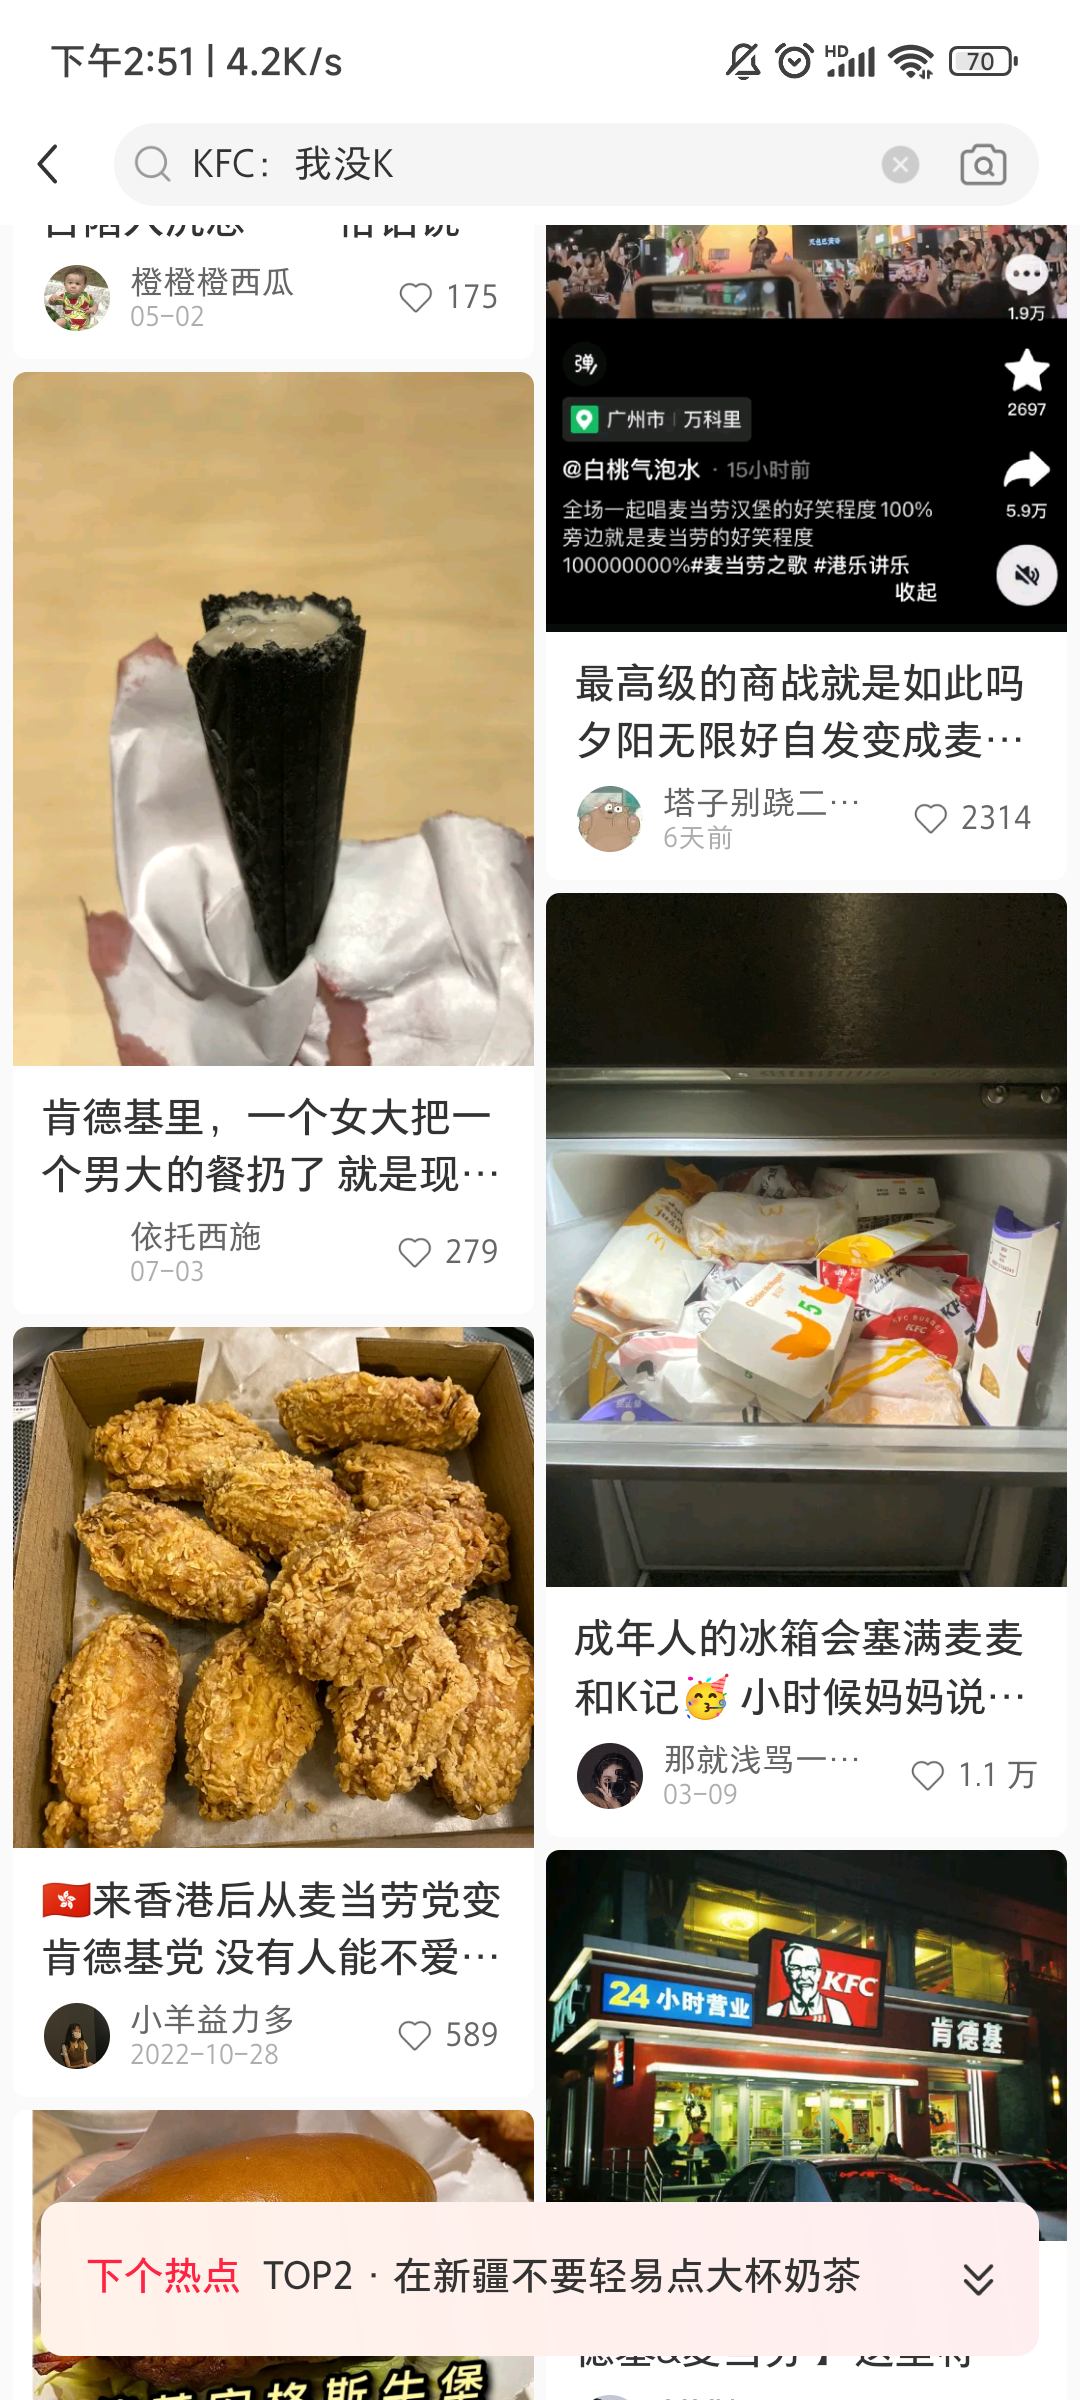 下午2:51 | 4.2K/s
HD
70
KFC：我没K
橙橙橙西瓜
05-02
175
肯德基里，一个女大把一
个男大的餐扔了 就是现…
依托西施
07-03
279
🇭🇰来香港后从麦当劳党变
肯德基党 没有人能不爱…
小羊益力多
2022-10-28
589
1.9万
弹
广州市 | 万科里
2697
@白桃气泡水 · 15小时前
全场一起唱麦当劳汉堡的好笑程度100%
旁边就是麦当劳的好笑程度
100000000%#麦当劳之歌 #港乐讲乐
收起
5.9万
最高级的商战就是如此吗
夕阳无限好自发变成麦…
塔子别跷二…
6天前
2314
Chicken McNuggets
5
KFC BURGER
KFC
成年人的冰箱会塞满麦麦
和K记🥳 小时候妈妈说…
那就浅骂一…
03-09
1.1 万
24 小时营业
KFC
肯德基
下个热点 TOP2 · 在新疆不要轻易点大杯奶茶